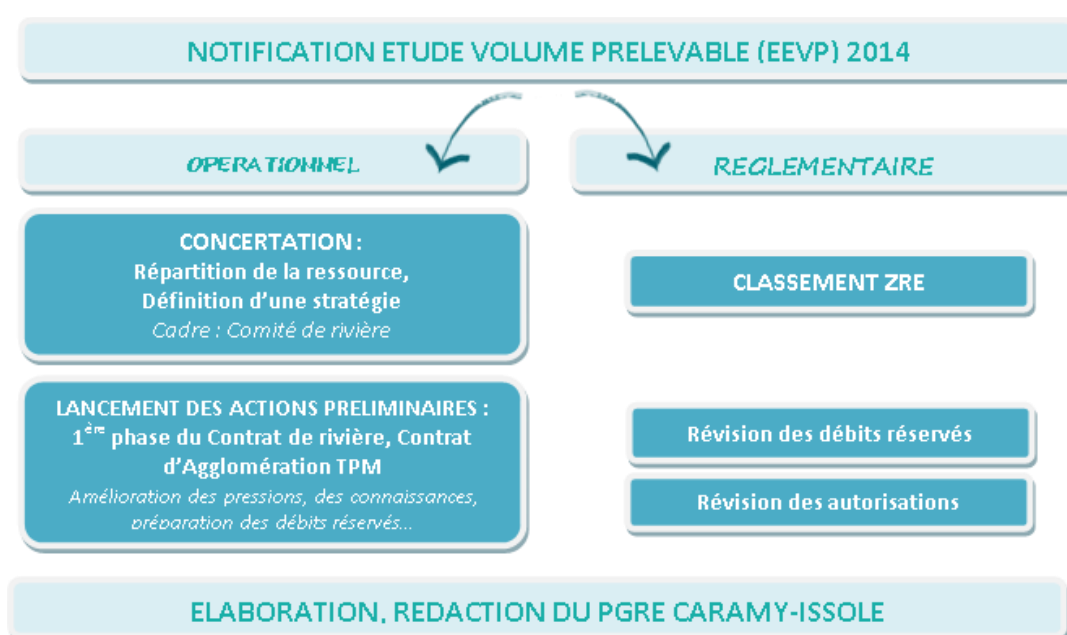 NOTIFICATION ETUDE VOLUME PRELEVABLE (EEVP) 2014
OPERATIONNEL
CONCERTATION :
Répartition de la ressource,
Définition d'une stratégie
Cadre : Comité de rivière
LANCEMENT DES ACTIONS PRELIMINAIRES :
1ère phase du Contrat de rivière, Contrat
d'Agglomération TPM
Amélioration des pressions, des connaissances,
préparation des débits réservés...
REGLEMENTAIRE
CLASSEMENT ZRE
Révision des débits réservés
Révision des autorisations
ELABORATION, REDACTION DU PGRE CARAMY-ISSOLE